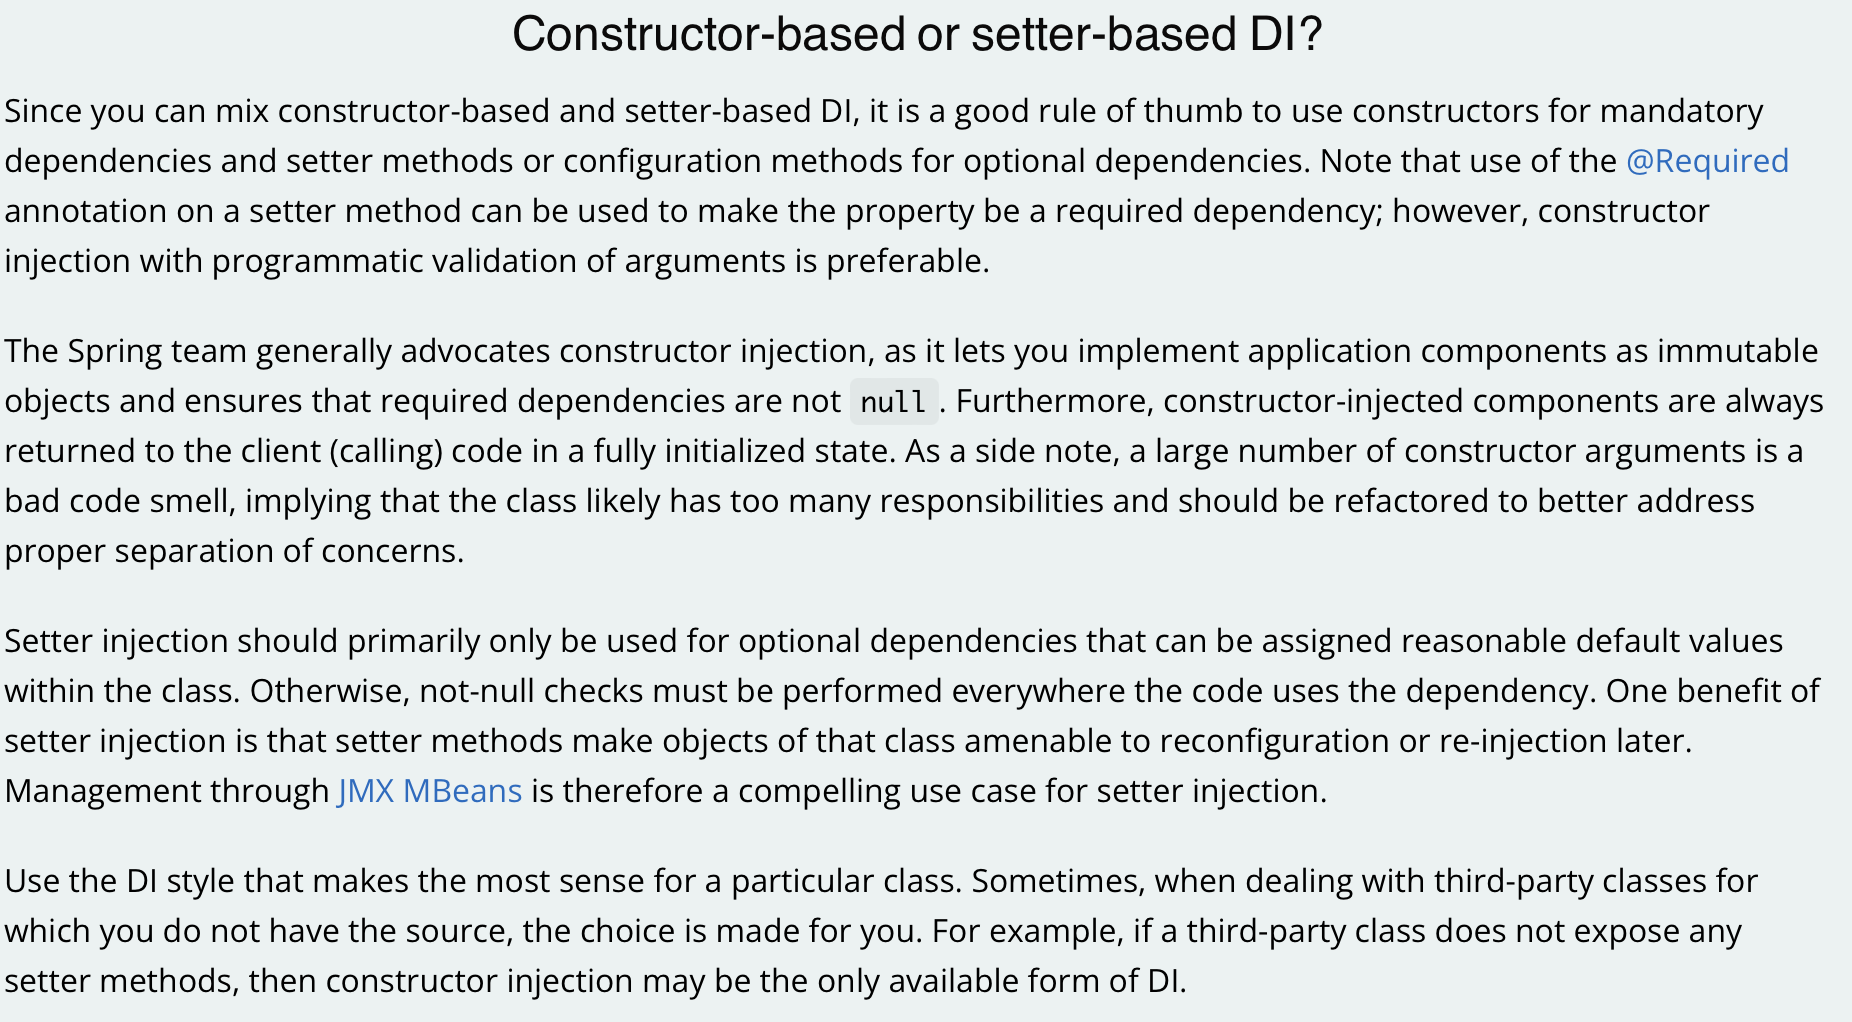 Constructor-based or setter-based DI?
Since you can mix constructor-based and setter-based DI, it is a good rule of thumb to use constructors for mandatory
dependencies and setter methods or configuration methods for optional dependencies. Note that use of the @Required
annotation on a setter method can be used to make the property be a required dependency; however, constructor
injection with programmatic validation of arguments is preferable.
The Spring team generally advocates constructor injection, as it lets you implement application components as immutable
objects and ensures that required dependencies are not null. Furthermore, constructor-injected components are always
returned to the client (calling) code in a fully initialized state. As a side note, a large number of constructor arguments is a
bad code smell, implying that the class likely has too many responsibilities and should be refactored to better address
proper separation of concerns.
Setter injection should primarily only be used for optional dependencies that can be assigned reasonable default values
within the class. Otherwise, not-null checks must be performed everywhere the code uses the dependency. One benefit of
setter injection is that setter methods make objects of that class amenable to reconfiguration or re-injection later.
Management through JMX MBeans is therefore a compelling use case for setter injection.
Use the DI style that makes the most sense for a particular class. Sometimes, when dealing with third-party classes for
which you do not have the source, the choice is made for you. For example, if a third-party class does not expose any
setter methods, then constructor injection may be the only available form of DI.